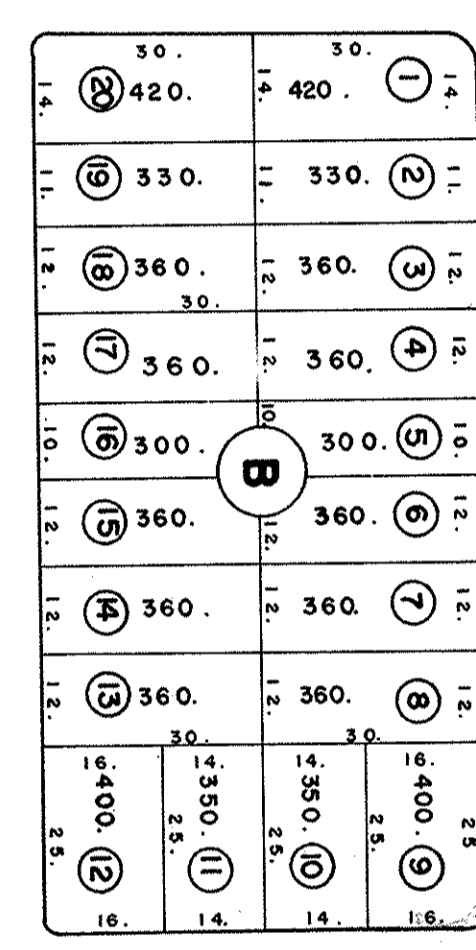 30. 30.
14. 20 420. 14. 420. 1 14.
11. 19 330. 11. 330. 2 11.
12. 18 360. 12. 360. 3 12.
30.
12. 17 360. 12. 360. 4 12.
10. 16 300. 10. 300. 5 10.
B
12. 15 360. 12. 360. 6 12.
12. 14 360. 12. 360. 7 12.
12. 13 360. 12. 360. 8 12.
30. 30.
16. 14. 14. 16.
400. 350. 350. 400.
25. 25. 25. 25. 25.
12 11 10 9
16. 14. 14. 16.